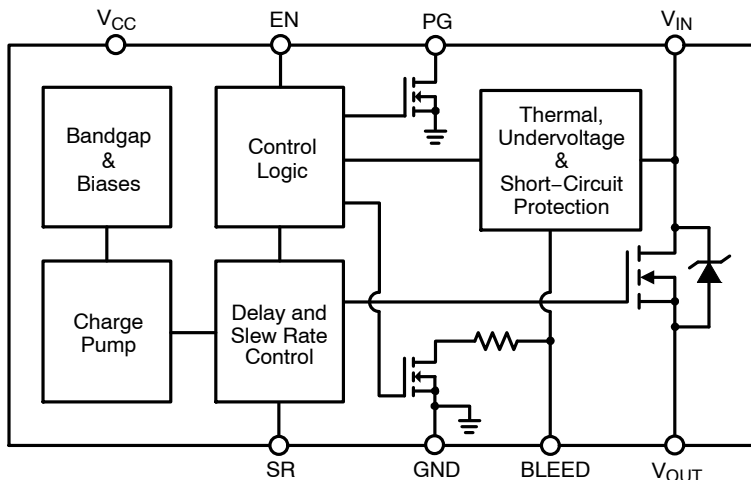 VCC
EN
PG
VIN
Bandgap
&
Biases
Control
Logic
Thermal,
Undervoltage
&
Short−Circuit
Protection
Charge
Pump
Delay and
Slew Rate
Control
SR
GND
BLEED
VOUT